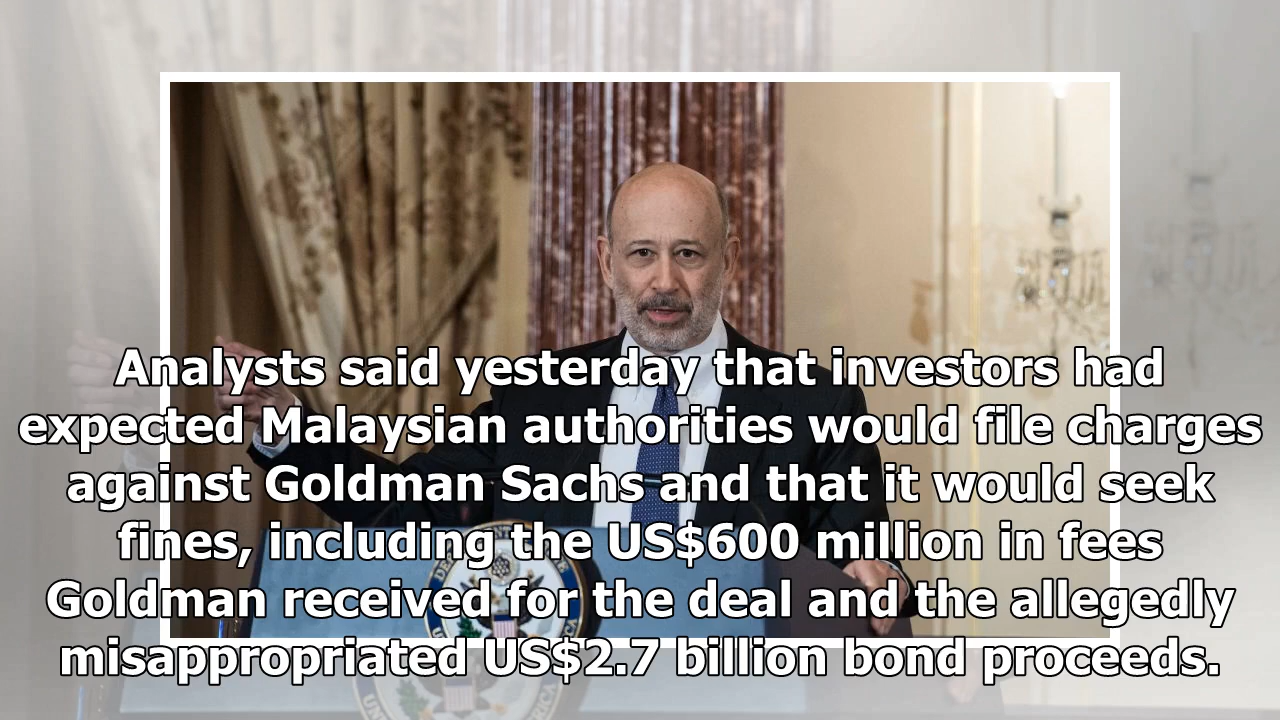 Analysts said yesterday that investors had
expected Malaysian authorities would file charges
against Goldman Sachs and that it would seek
fines, including the US$600 million in fees
Goldman received for the deal and the allegedly
misappropriated US$2.7 billion bond proceeds.